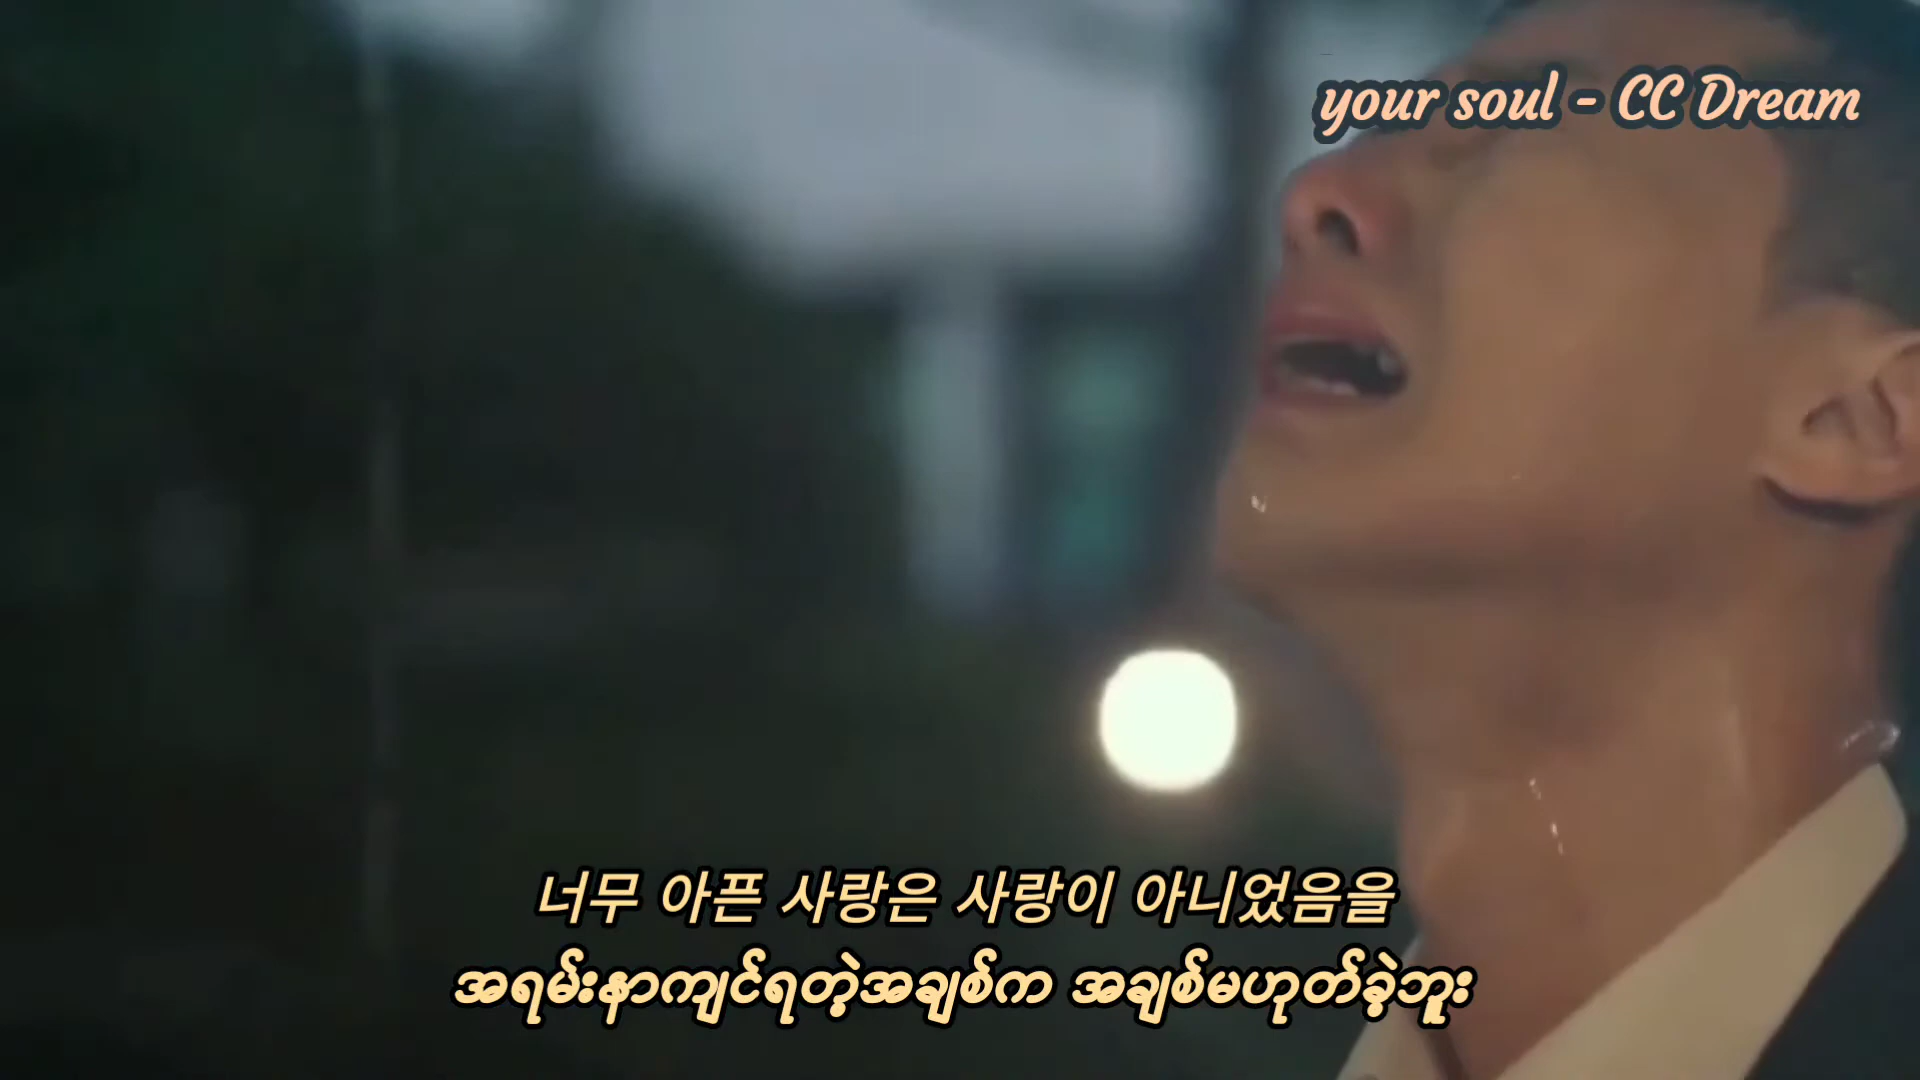 your soul - CC Dream
너무 아픈 사랑은 사랑이 아니었음을
အရမ်းနာကျင်ရတဲ့အချစ်က အချစ်မဟုတ်ခဲ့ဘူး